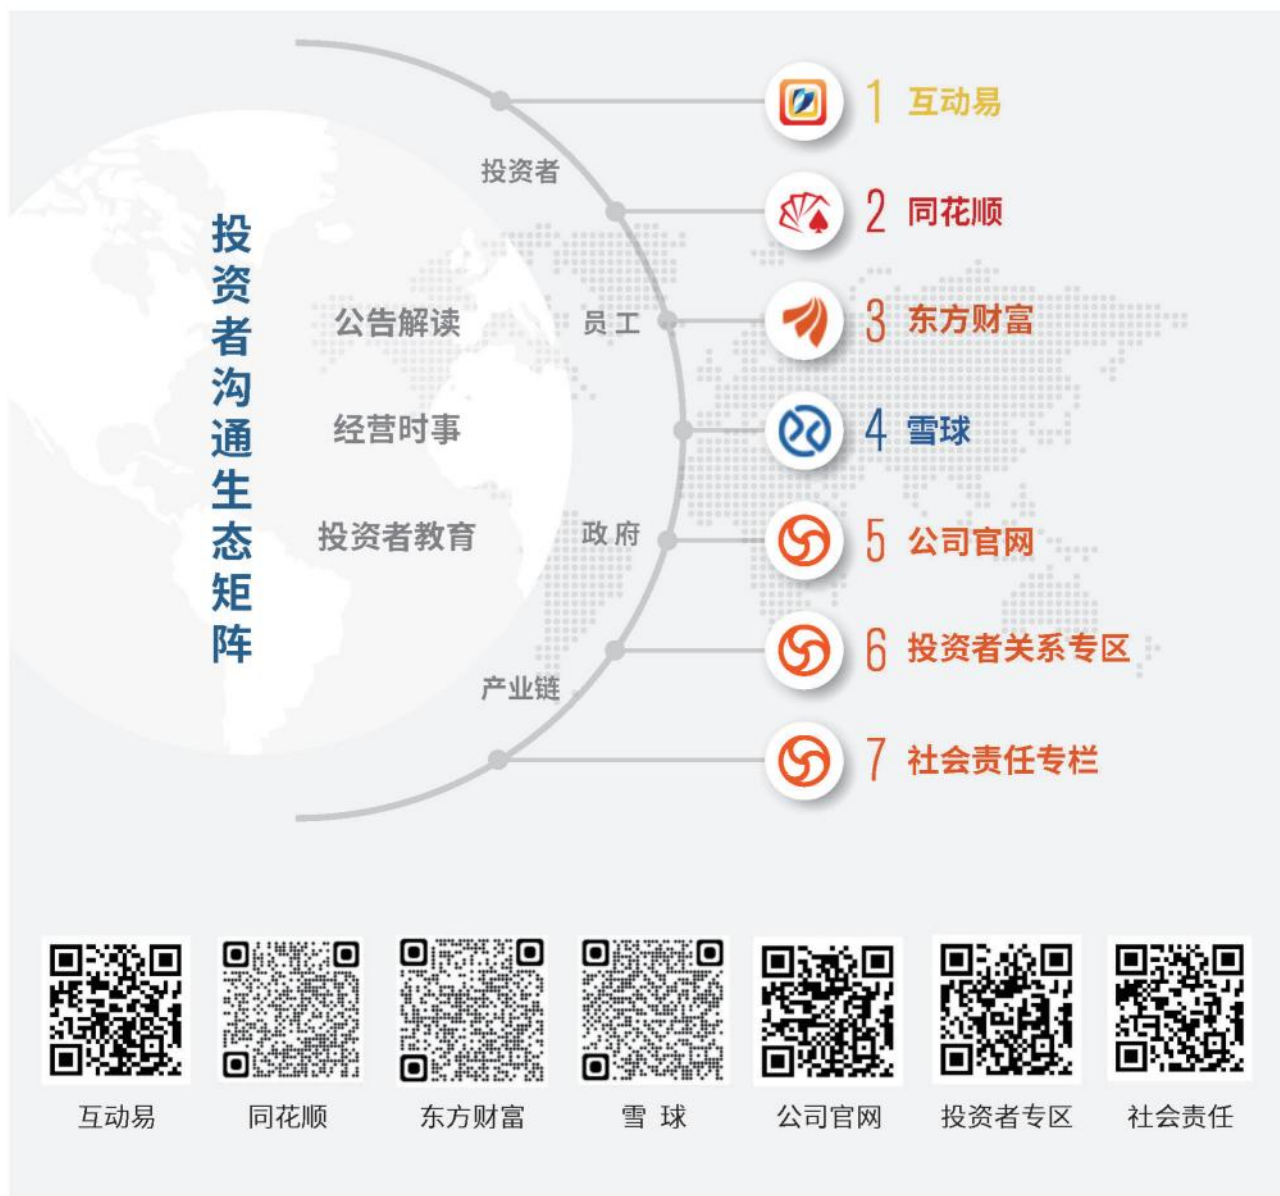 投资者沟通生态矩阵
公告解读
经营时事
投资者教育
投资者
员工
政府
产业链
1 互动易
2 同花顺
3 东方财富
4 雪球
5 公司官网
6 投资者关系专区
7 社会责任专栏
互动易
同花顺
东方财富
雪 球
公司官网
投资者专区
社会责任